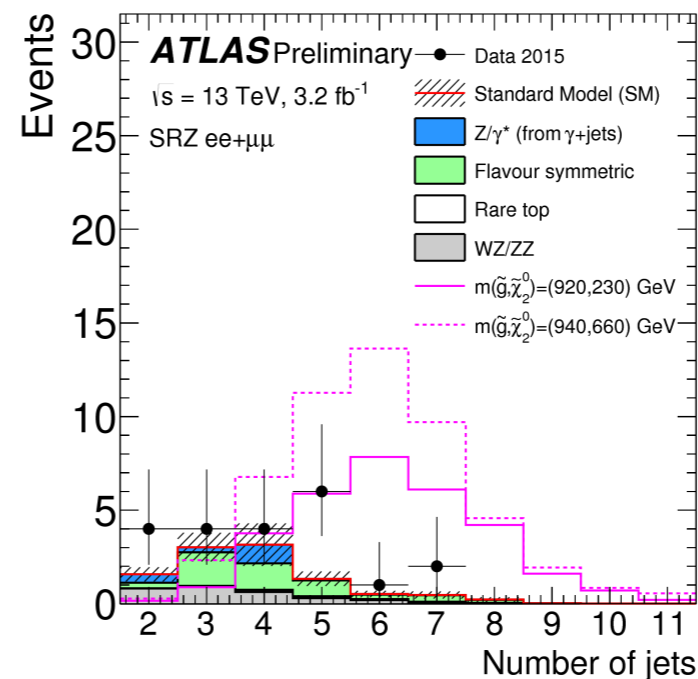 Events
30
25
20
15
10
5
0
ATLAS Preliminary
√s = 13 TeV, 3.2 fb⁻¹
SRZ ee+μμ
Data 2015
Standard Model (SM)
Z/γ* (from γ+jets)
Flavour symmetric
Rare top
WZ/ZZ
m(g̃,χ̃⁰₂)=(920,230) GeV
m(g̃,χ̃⁰₂)=(940,660) GeV
2 3 4 5 6 7 8 9 10 11
Number of jets